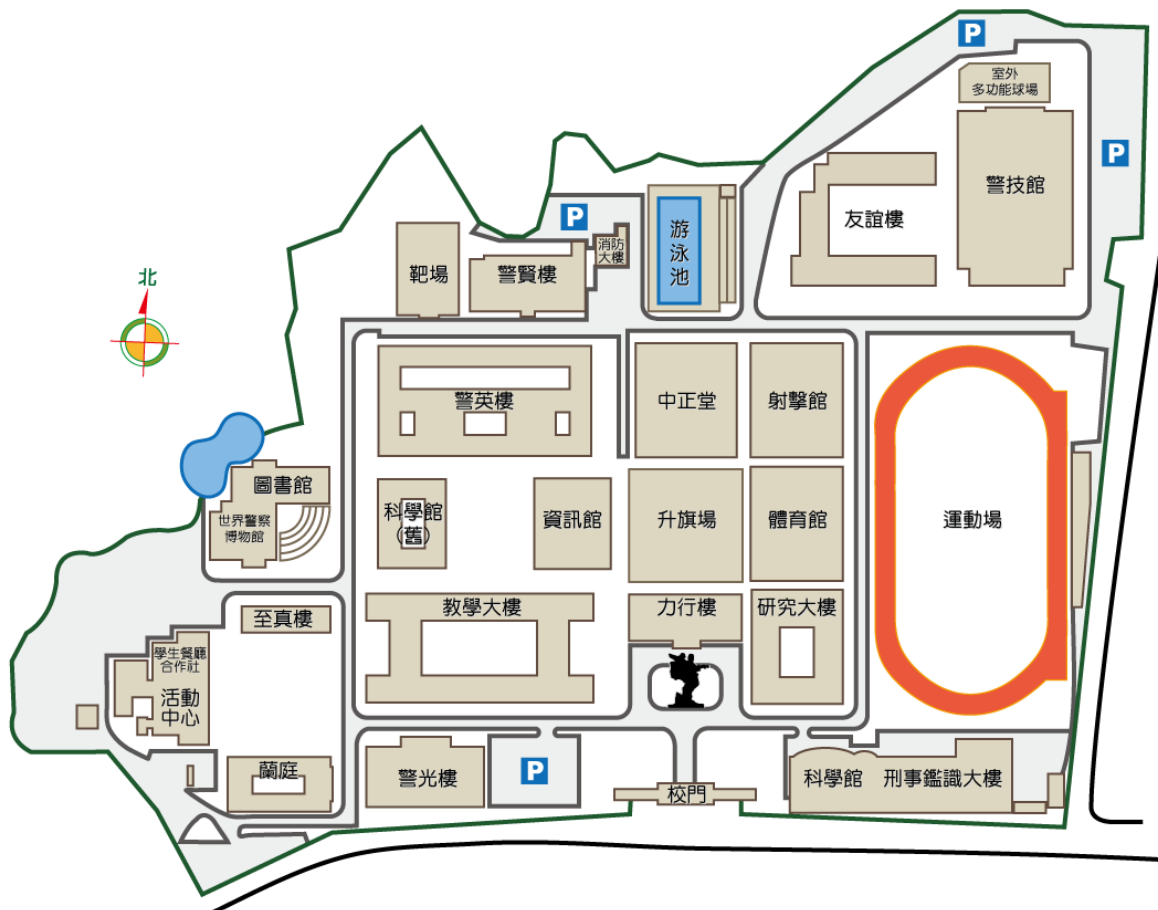 P
室外
多功能球場
P
警技館
友誼樓
P
游泳池
消防
大樓
靶場
警賢樓
北
警英樓
中正堂
射擊館
圖書館
世界警察
博物館
科學館
(舊)
資訊館
升旗場
體育館
運動場
至真樓
教學大樓
力行樓
研究大樓
學生餐廳
合作社
活動
中心
蘭庭
警光樓
P
校門
科學館
刑事鑑識大樓